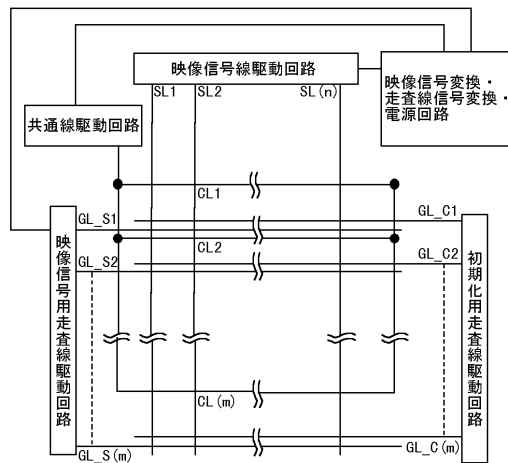 映像信号線駆動回路
映像信号変換・
走査線信号変換・
電源回路
SL1
SL2
SL(n)
共通線駆動回路
CL1
GL_S1
GL_C1
CL2
GL_S2
GL_C2
映像信号用走査線駆動回路
初期化用走査線駆動回路
CL(m)
GL_S(m)
GL_C(m)